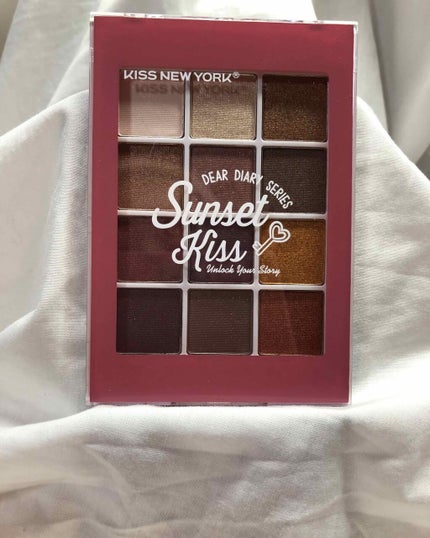 KISS NEW YORK®
DEAR DIARY SERIES
Sunset
Kiss
Unlock Your Story